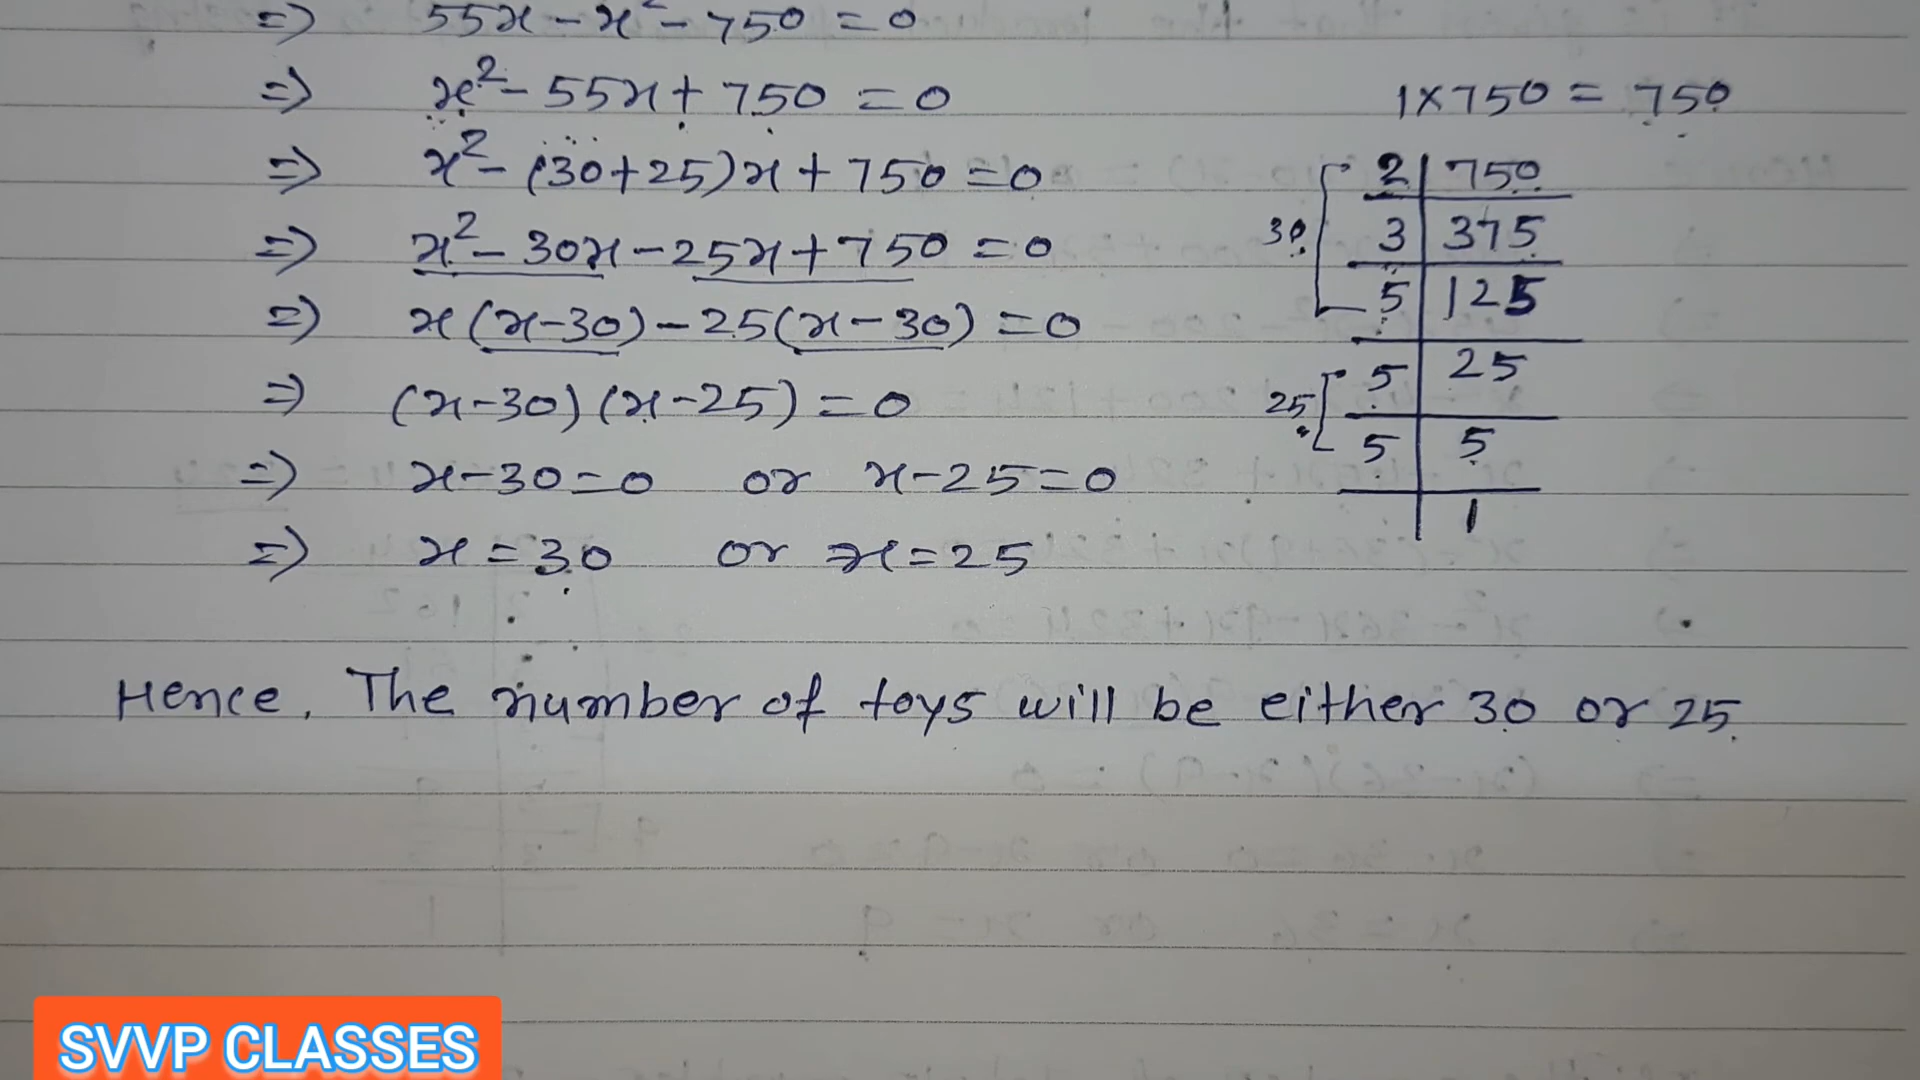 => 55x - x² - 750 = 0
=> x² - 55x + 750 = 0
=> x² - (30+25)x + 750 = 0
=> x² - 30x - 25x + 750 = 0
=> x(x-30) - 25(x-30) = 0
=> (x-30)(x-25) = 0
=> x-30=0 or x-25=0
=> x = 30 or x = 25
1×750 = 750
2 | 750
30 3 | 375
5 | 125
5 | 25
25 5 | 5
1
Hence, The number of toys will be either 30 or 25.
SVVP CLASSES